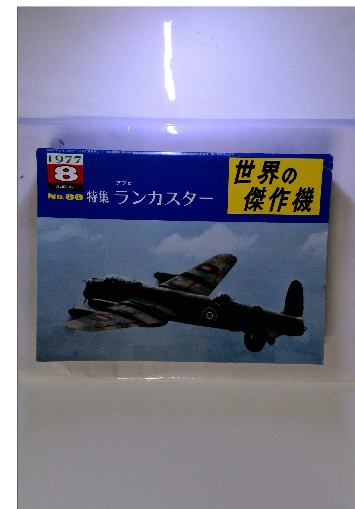 1977
8
No.88
特集
アブロ
ランカスター
世界の
傑作機